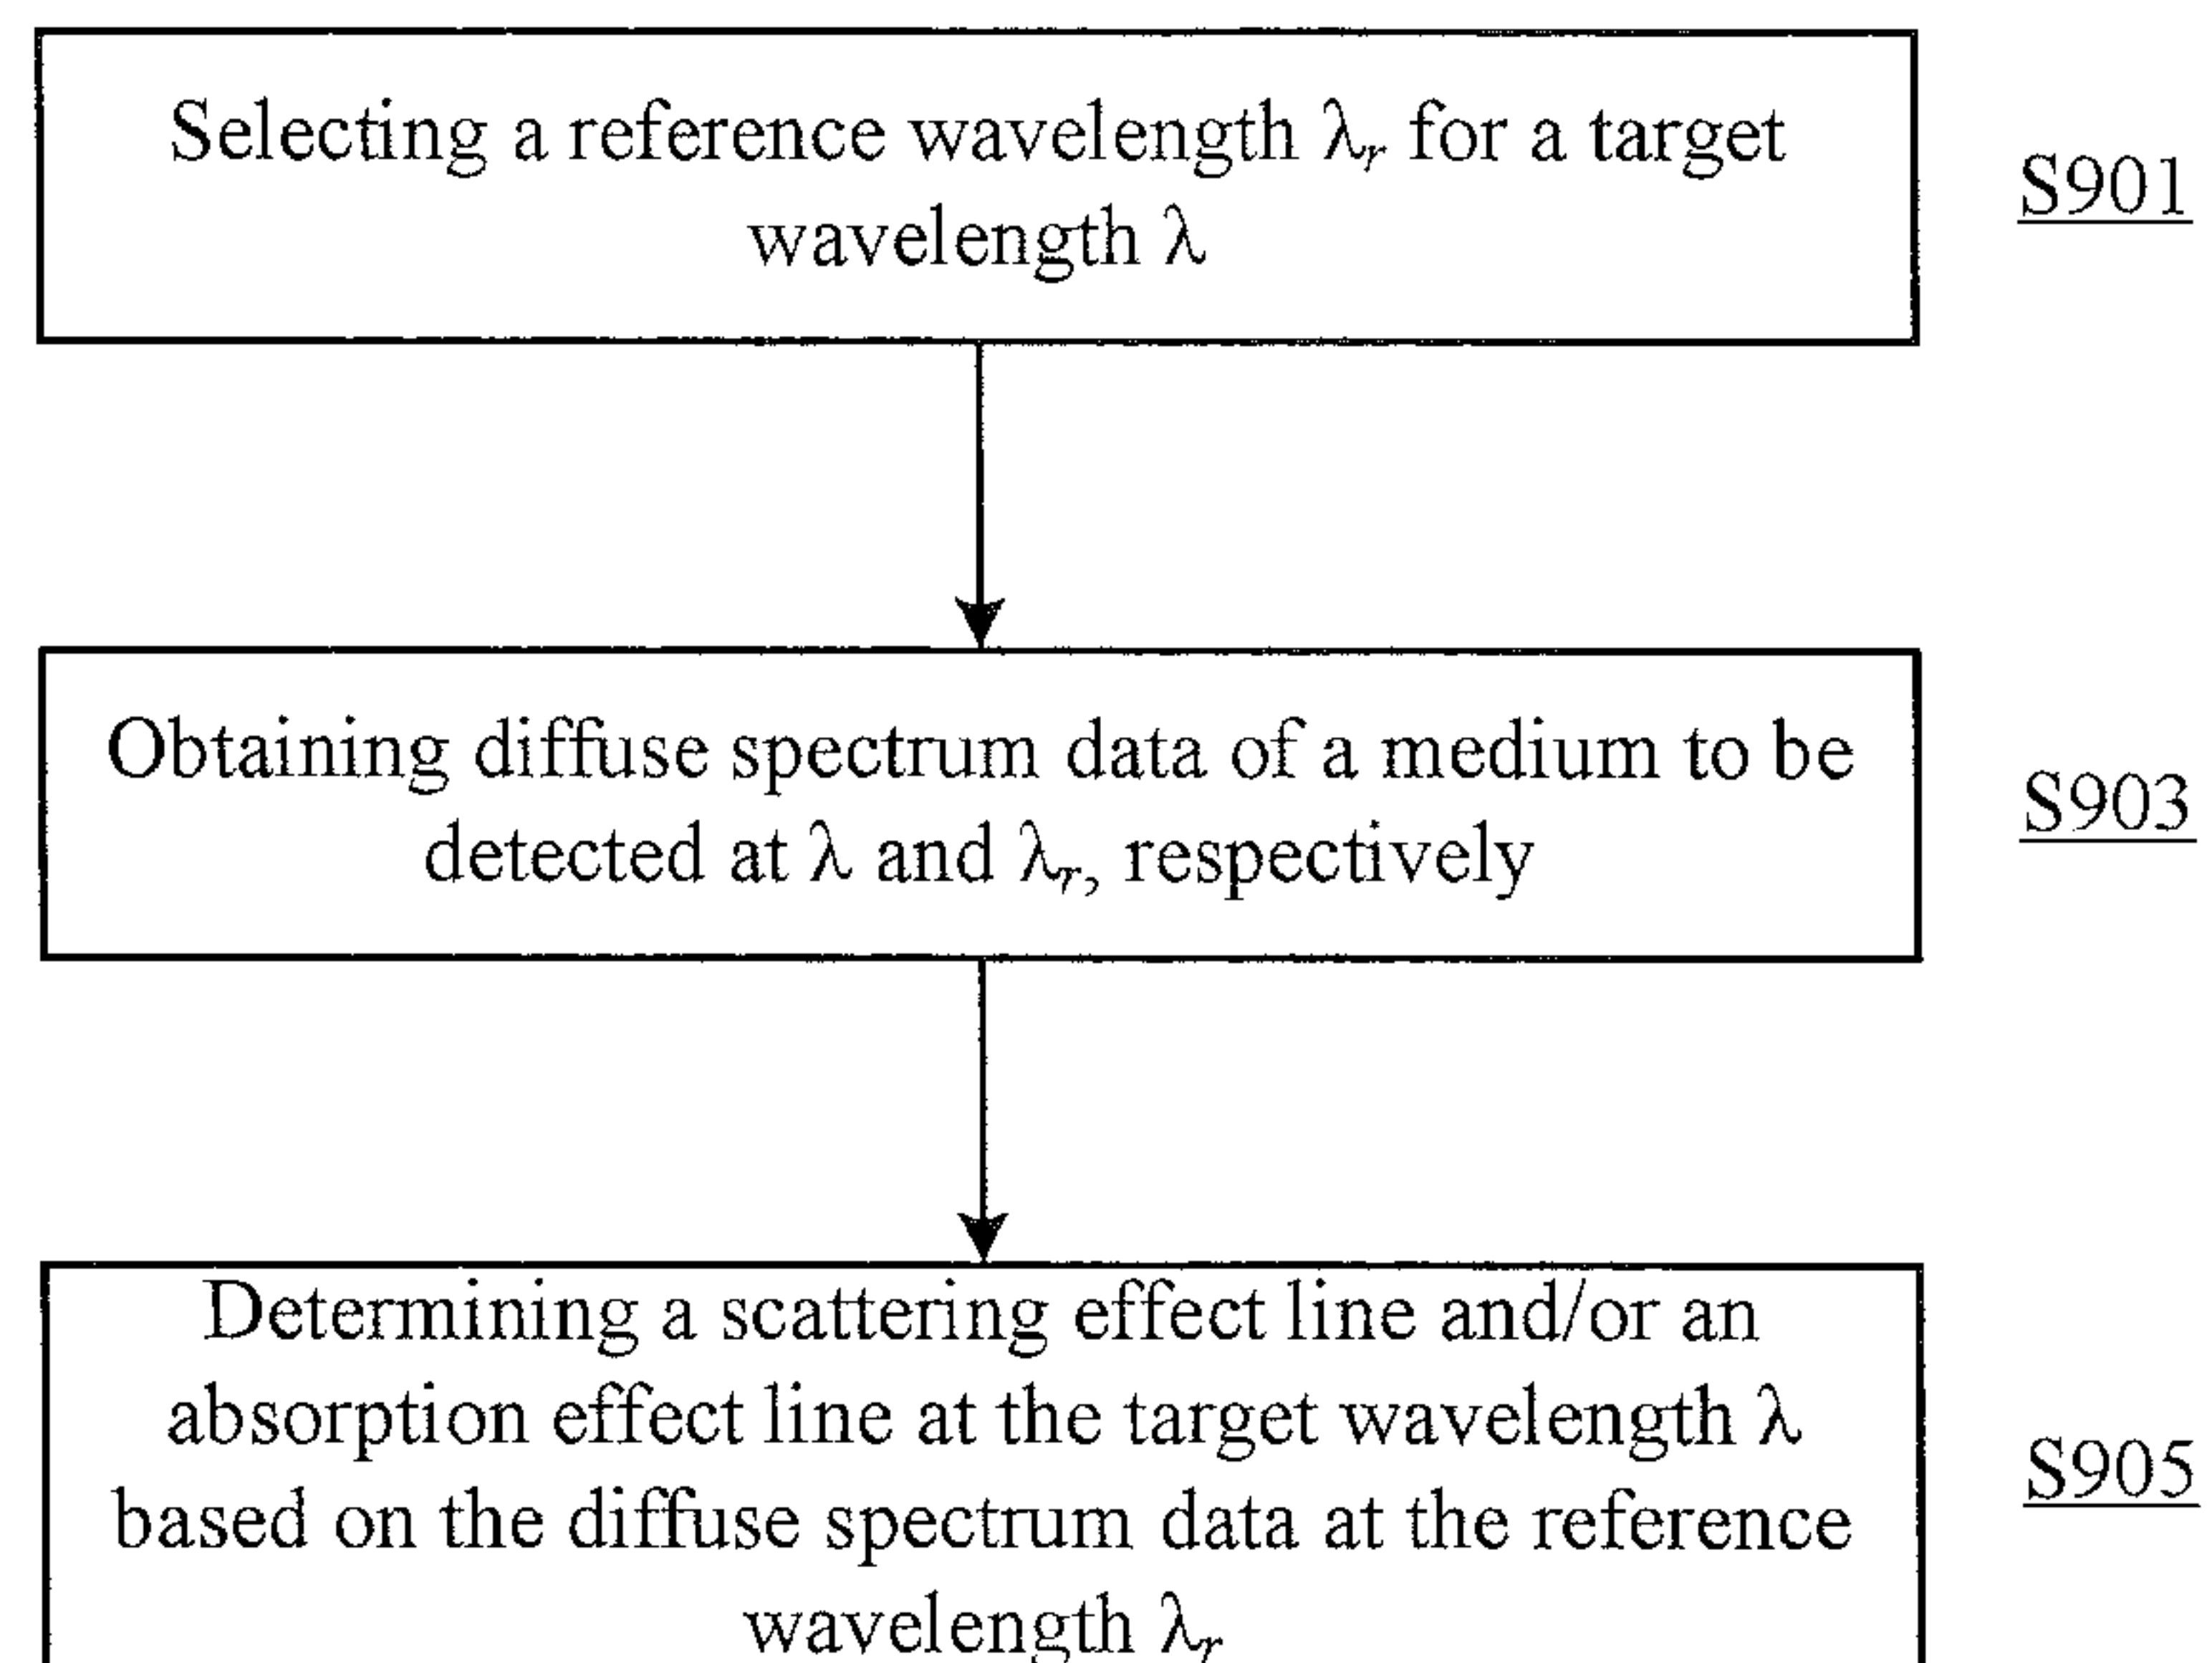 Selecting a reference wavelength λr for a target
wavelength λ
S901
Obtaining diffuse spectrum data of a medium to be
detected at λ and λr, respectively
S903
Determining a scattering effect line and/or an
absorption effect line at the target wavelength λ
based on the diffuse spectrum data at the reference
wavelength λr
S905